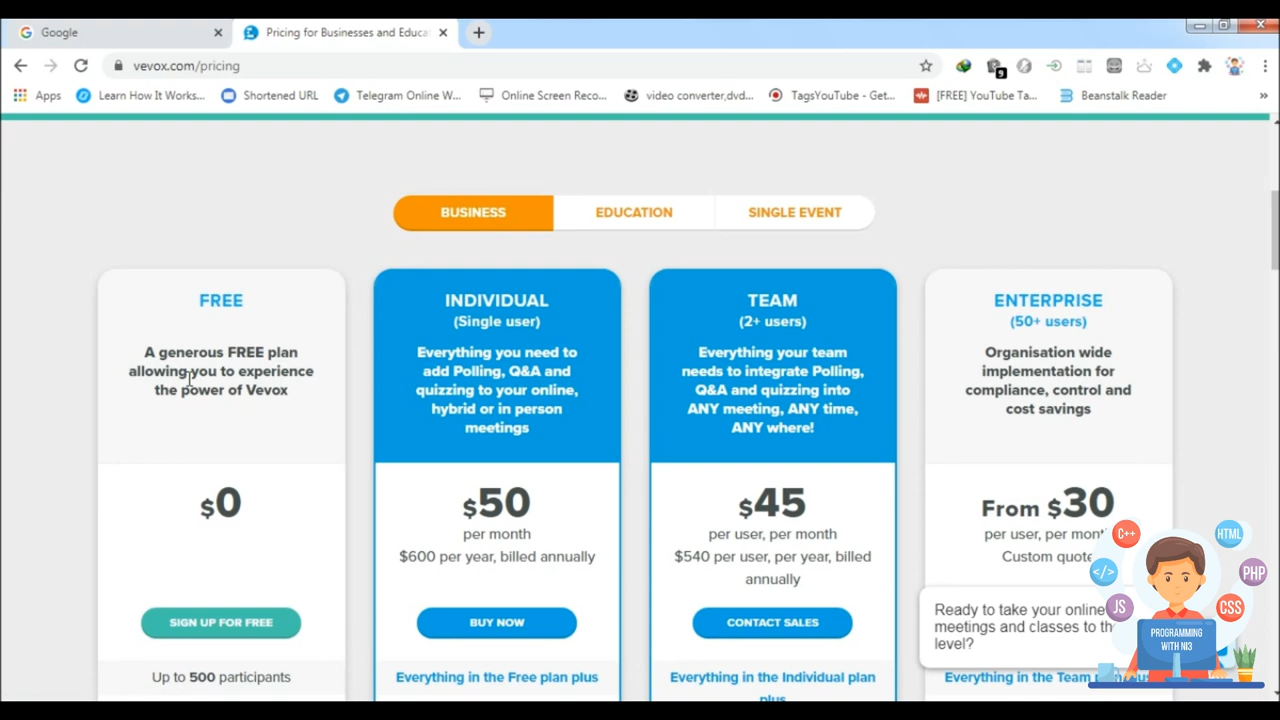 Google
Pricing for Businesses and Educa
vevox.com/pricing
9
Apps
Learn How It Works...
Shortened URL
Telegram Online W...
Online Screen Reco...
video converter,dvd...
TagsYouTube - Get...
[FREE] YouTube Ta...
Beanstalk Reader
»
BUSINESS
EDUCATION
SINGLE EVENT
FREE
A generous FREE plan
allowing you to experience
the power of Vevox
$0
SIGN UP FOR FREE
Up to 500 participants
INDIVIDUAL
(Single user)
Everything you need to
add Polling, Q&A and
quizzing to your online,
hybrid or in person
meetings
$50
per month
$600 per year, billed annually
BUY NOW
Everything in the Free plan plus
TEAM
(2+ users)
Everything your team
needs to integrate Polling,
Q&A and quizzing into
ANY meeting, ANY time,
ANY where!
$45
per user, per month
$540 per user, per year, billed
annually
CONTACT SALES
Everything in the Individual plan
plus
ENTERPRISE
(50+ users)
Organisation wide
implementation for
compliance, control and
cost savings
From $30
per user, per mont
Custom quote
Everything in the Team
Ready to take your online
meetings and classes to th
level?
C++
HTML
</>
PHP
JS
CSS
PROGRAMMING
WITH NI3